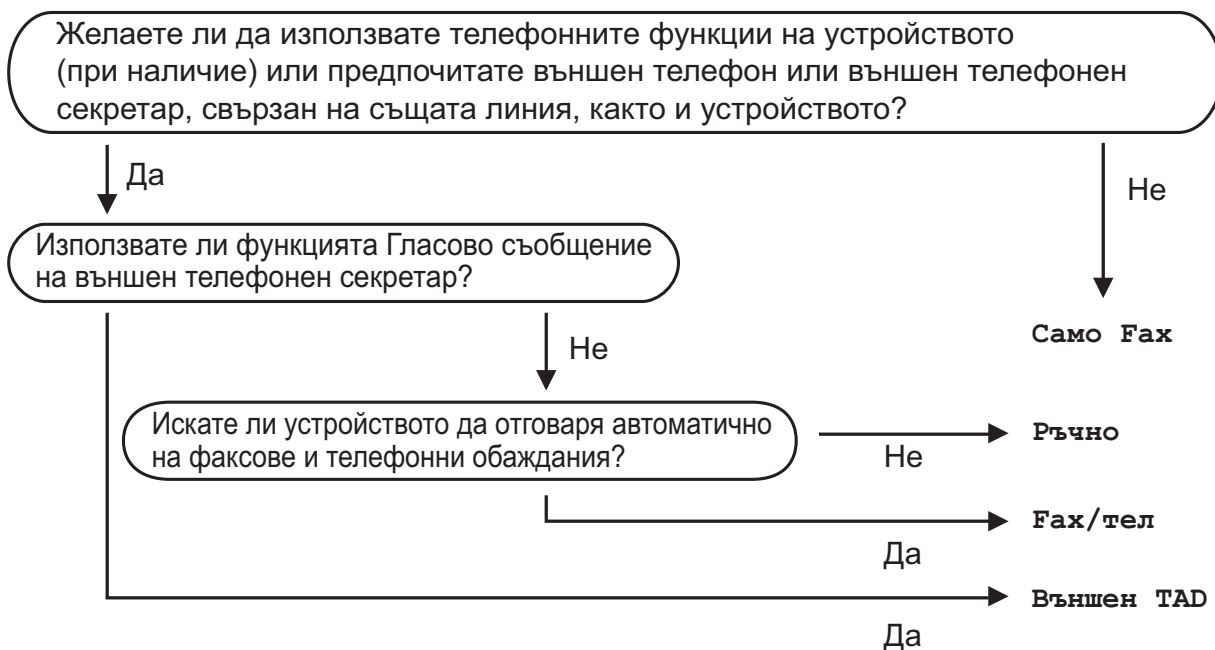 Желаете ли да използвате телефонните функции на устройството
(при наличие) или предпочитате външен телефон или външен телефонен
секретар, свързан на същата линия, както и устройството?
Да
Не
Използвате ли функцията Гласово съобщение
на външен телефонен секретар?
Не
Само Fax
Искате ли устройството да отговаря автоматично
на факсове и телефонни обаждания?
Не
Ръчно
Да
Fax/тел
Да
Външен TAD